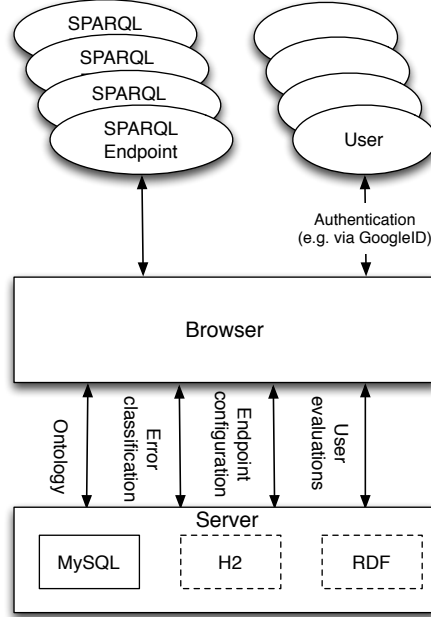 SPARQL
SPARQL
SPARQL
SPARQL
Endpoint
User
Authentication
(e.g. via GoogleID)
Browser
Ontology
Error
classification
Endpoint
configuration
User
evaluations
Server
MySQL
H2
RDF